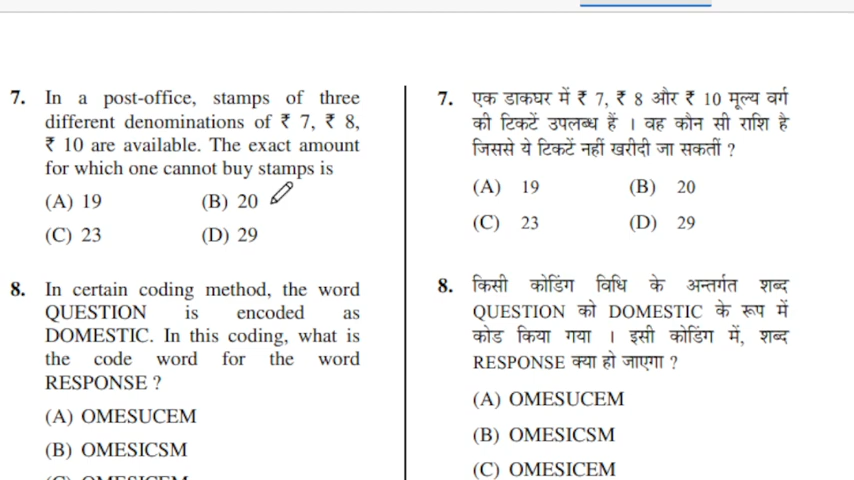 7. In a post-office, stamps of three
different denominations of ₹ 7, ₹ 8,
₹ 10 are available. The exact amount
for which one cannot buy stamps is
(A) 19 (B) 20
(C) 23 (D) 29
8. In certain coding method, the word
QUESTION is encoded as
DOMESTIC. In this coding, what is
the code word for the word
RESPONSE ?
(A) OMESUCEM
(B) OMESICSM
7. एक डाकघर में ₹ 7, ₹ 8 और ₹ 10 मूल्य वर्ग
की टिकटें उपलब्ध हैं । वह कौन सी राशि है
जिससे ये टिकटें नहीं खरीदी जा सकतीं ?
(A) 19 (B) 20
(C) 23 (D) 29
8. किसी कोडिंग विधि के अन्तर्गत शब्द
QUESTION को DOMESTIC के रूप में
कोड किया गया । इसी कोडिंग में, शब्द
RESPONSE क्या हो जाएगा ?
(A) OMESUCEM
(B) OMESICSM
(C) OMESICEM